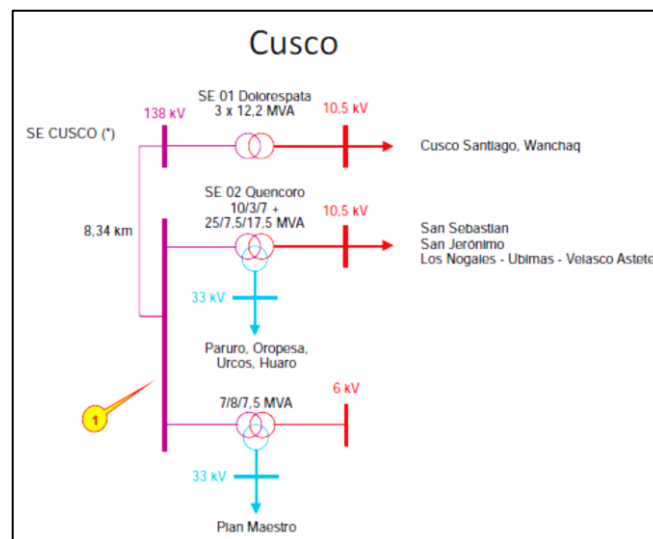 Cusco
SE 01 Dolorespata
3 x 12,2 MVA
138 kV
10,5 kV
SE CUSCO (*)
Cusco Santiago, Wanchaq
SE 02 Quencoro
10/3/7 +
25/7,5/17,5 MVA
10,5 kV
8,34 km
San Sebastian
San Jerónimo
Los Nogales - Ubimas - Velasco Astete
33 kV
Paruro, Oropesa,
Urcos, Huaro
7/8/7,5 MVA
6 kV
1
33 kV
Plan Maestro